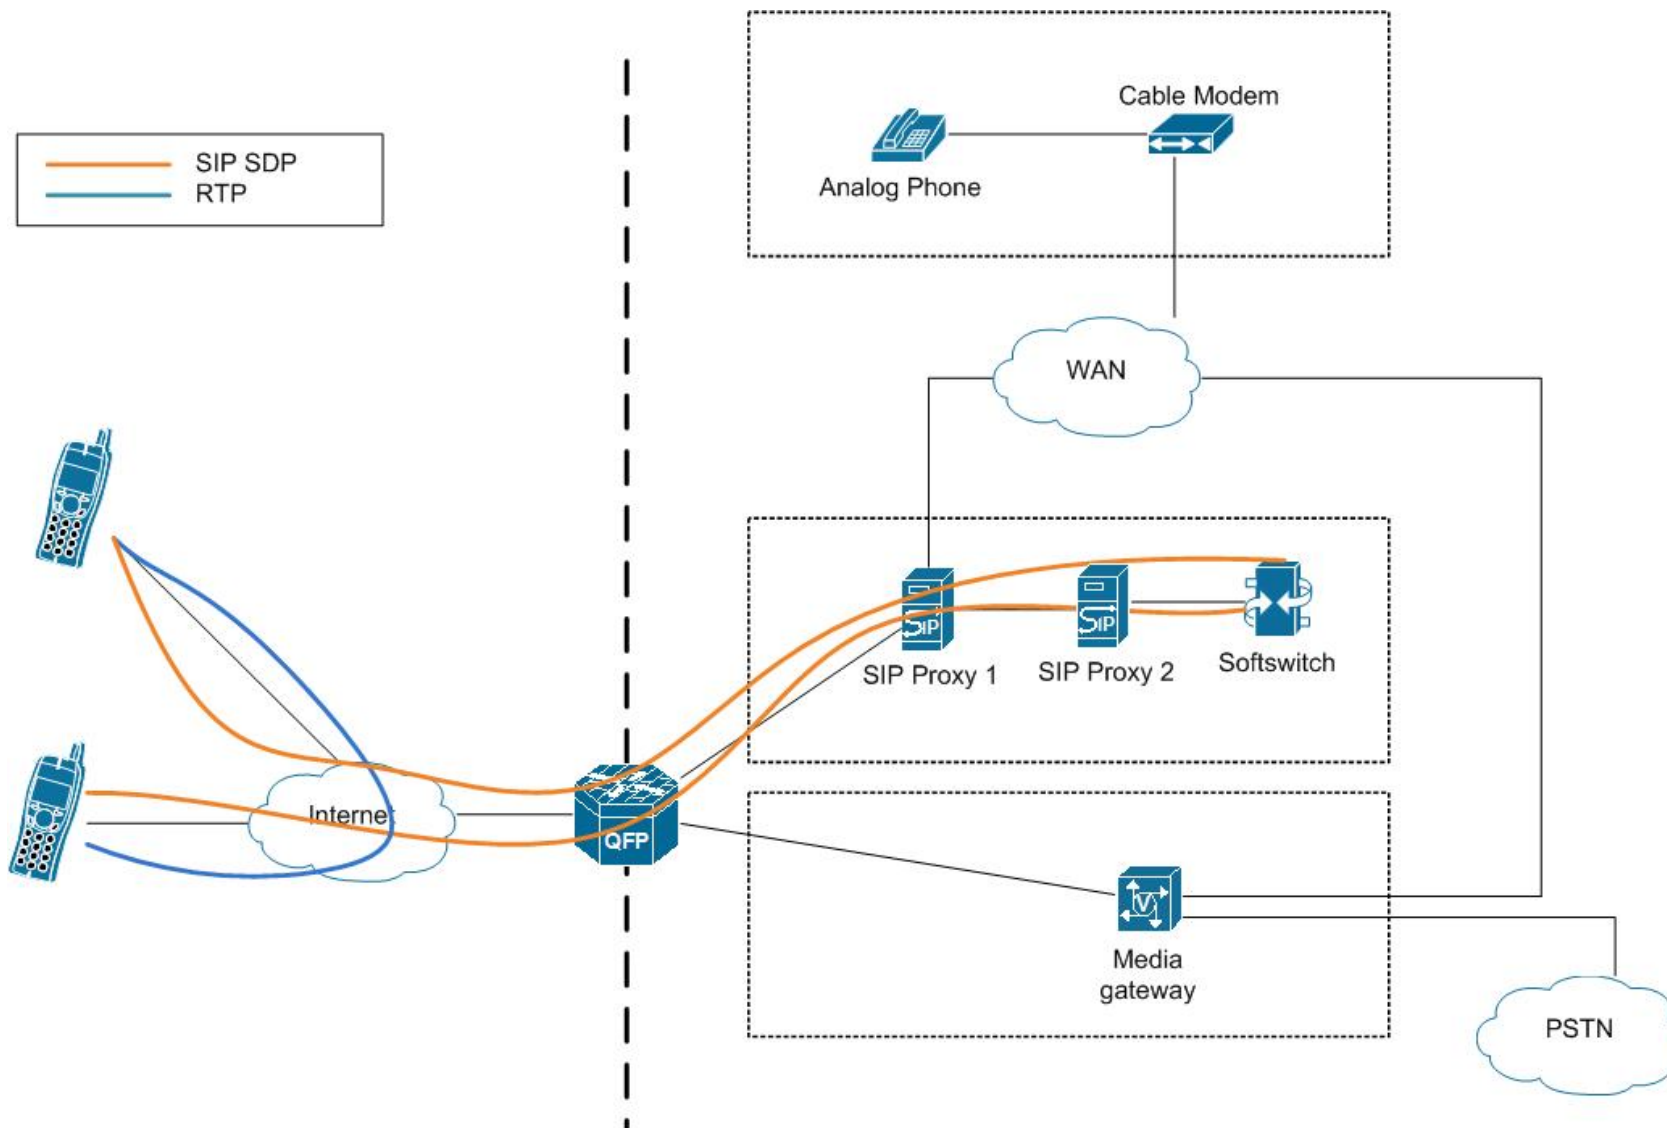 Cable Modem
SIP SDP
RTP
Analog Phone
WAN
SIP
SIP
SIP Proxy 1
SIP Proxy 2
Softswitch
Internet
QFP
V
Media
gateway
PSTN